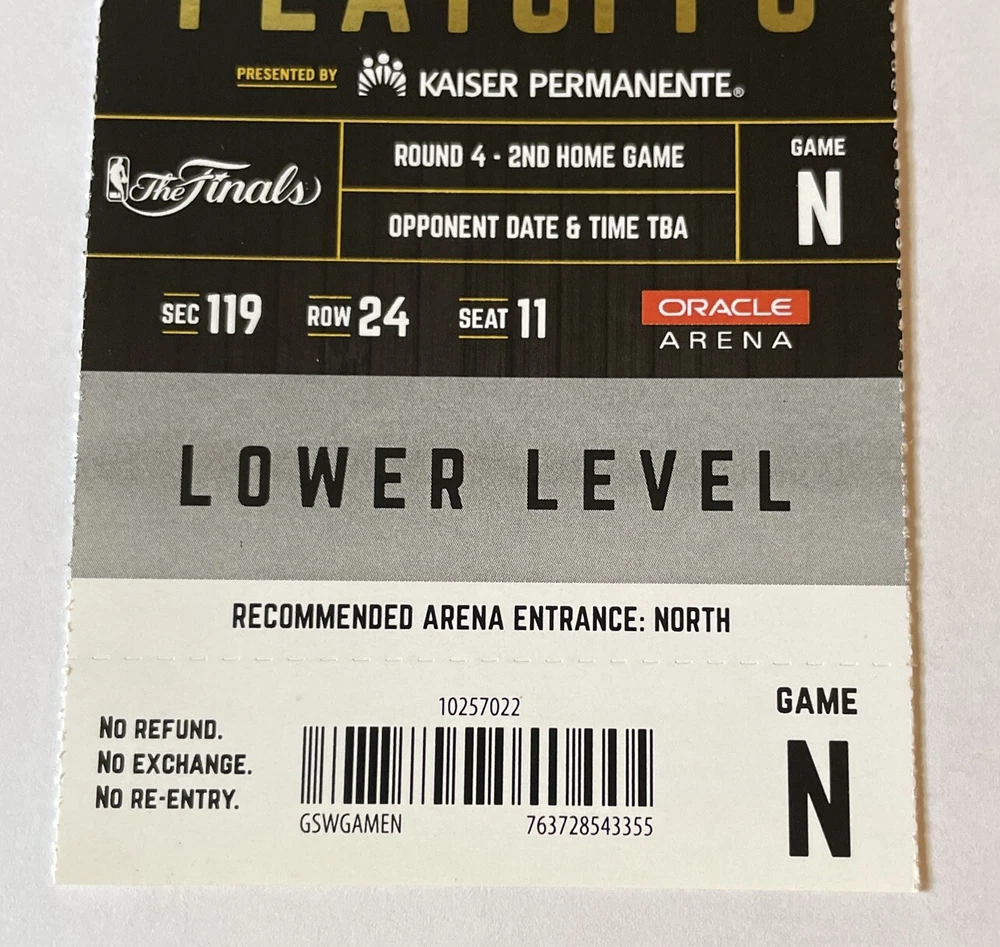 PLAYOFFS
PRESENTED BY KAISER PERMANENTE®
NBA The Finals
ROUND 4 - 2ND HOME GAME
OPPONENT DATE & TIME TBA
GAME
N
SEC 119 ROW 24 SEAT 11
ORACLE
ARENA
LOWER LEVEL
RECOMMENDED ARENA ENTRANCE: NORTH
NO REFUND.
NO EXCHANGE.
NO RE-ENTRY.
10257022
GSWGAMEN 763728543355
GAME
N